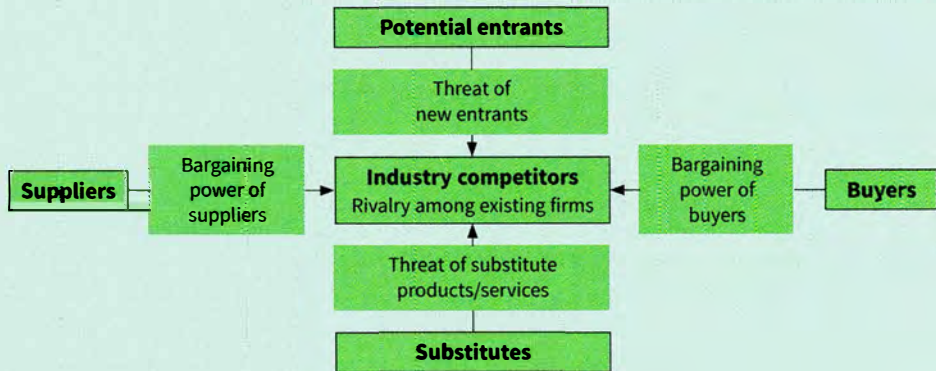 Potential entrants
Threat of
new entrants
Suppliers
Bargaining
power of
suppliers
Industry competitors
Rivalry among existing firms
Bargaining
power of
buyers
Buyers
Threat of substitute
products/services
Substitutes